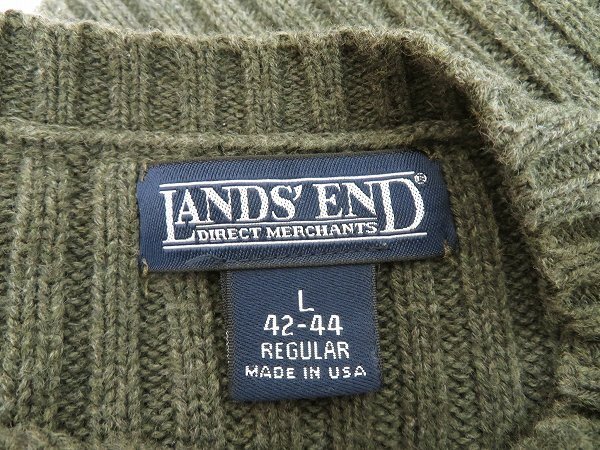 LANDS' END®
DIRECT MERCHANTS
L
42-44
REGULAR
MADE IN USA